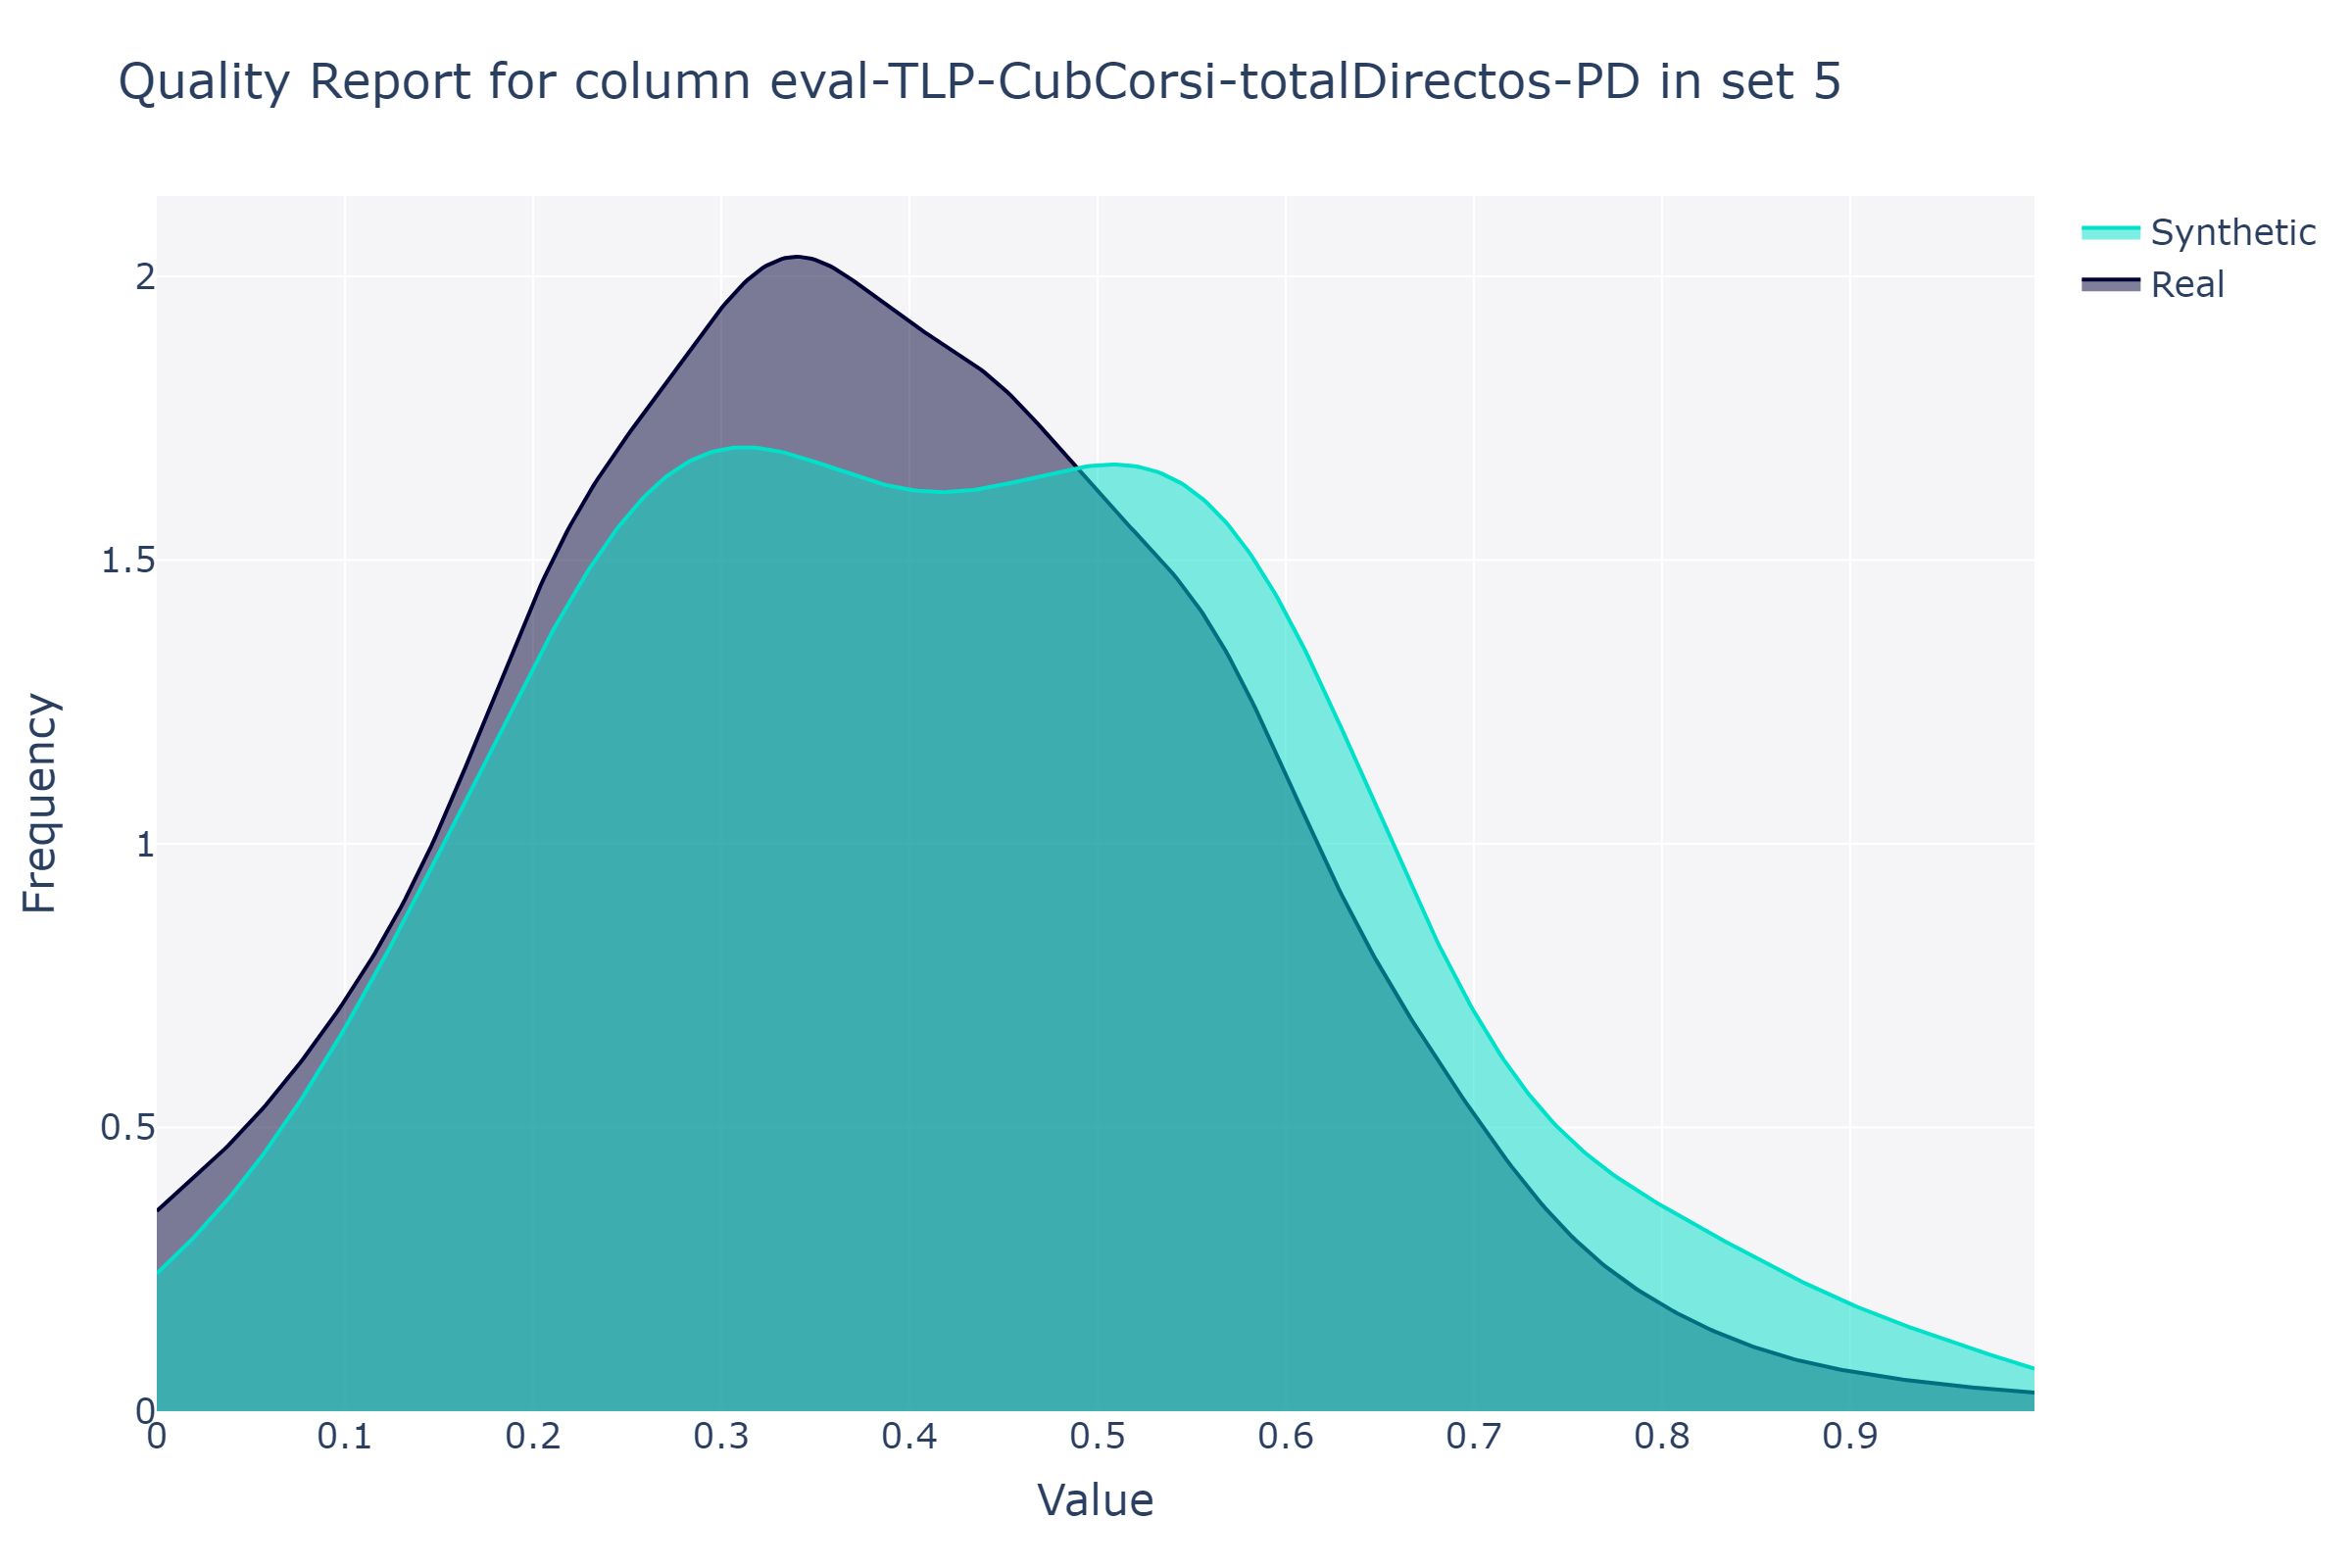 Quality Report for column eval-TLP-CubCorsi-totalDirectos-PD in set 5
Synthetic
Real
Frequency
2
1.5
1
0.5
0
0 0.1 0.2 0.3 0.4 0.5 0.6 0.7 0.8 0.9
Value